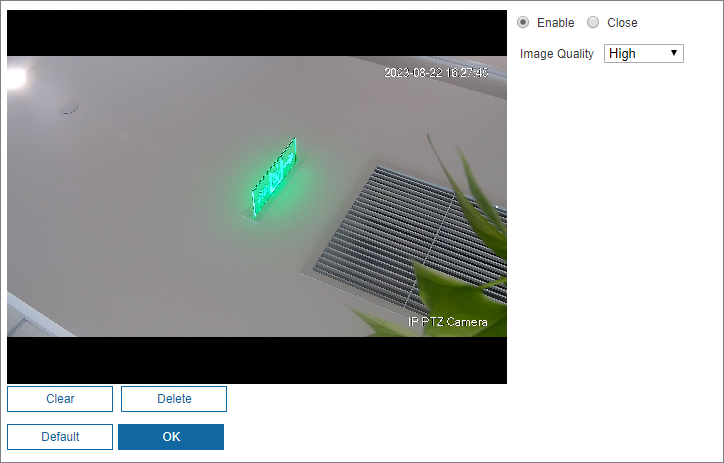 Enable Close
Image Quality High
2023-08-22 16:27:46
IP PTZ Camera
Clear Delete
Default OK